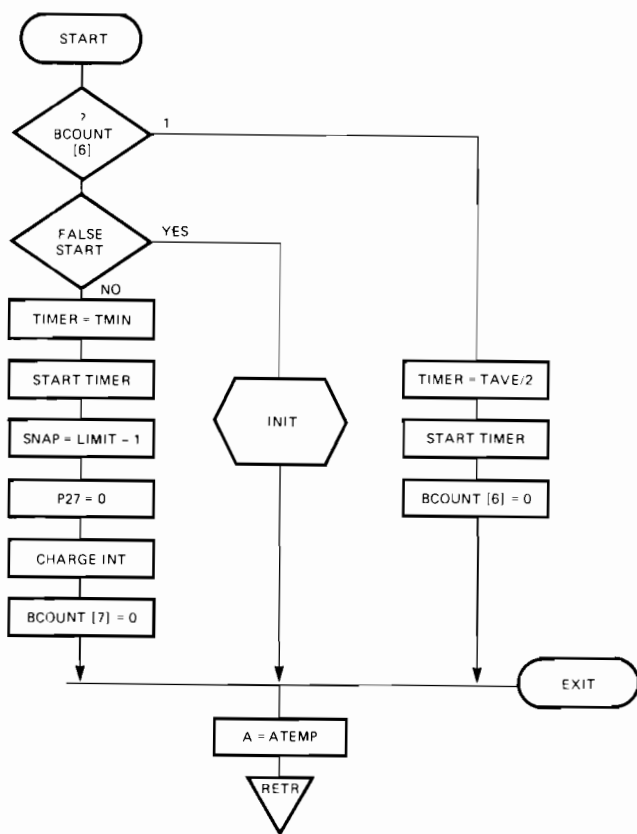 START
?
BCOUNT
[6]
1
FALSE
START
YES
NO
TIMER = TMIN
START TIMER
SNAP = LIMIT - 1
P27 = 0
CHARGE INT
BCOUNT [7] = 0
INIT
TIMER = TAVE/2
START TIMER
BCOUNT [6] = 0
EXIT
A = ATEMP
RETR